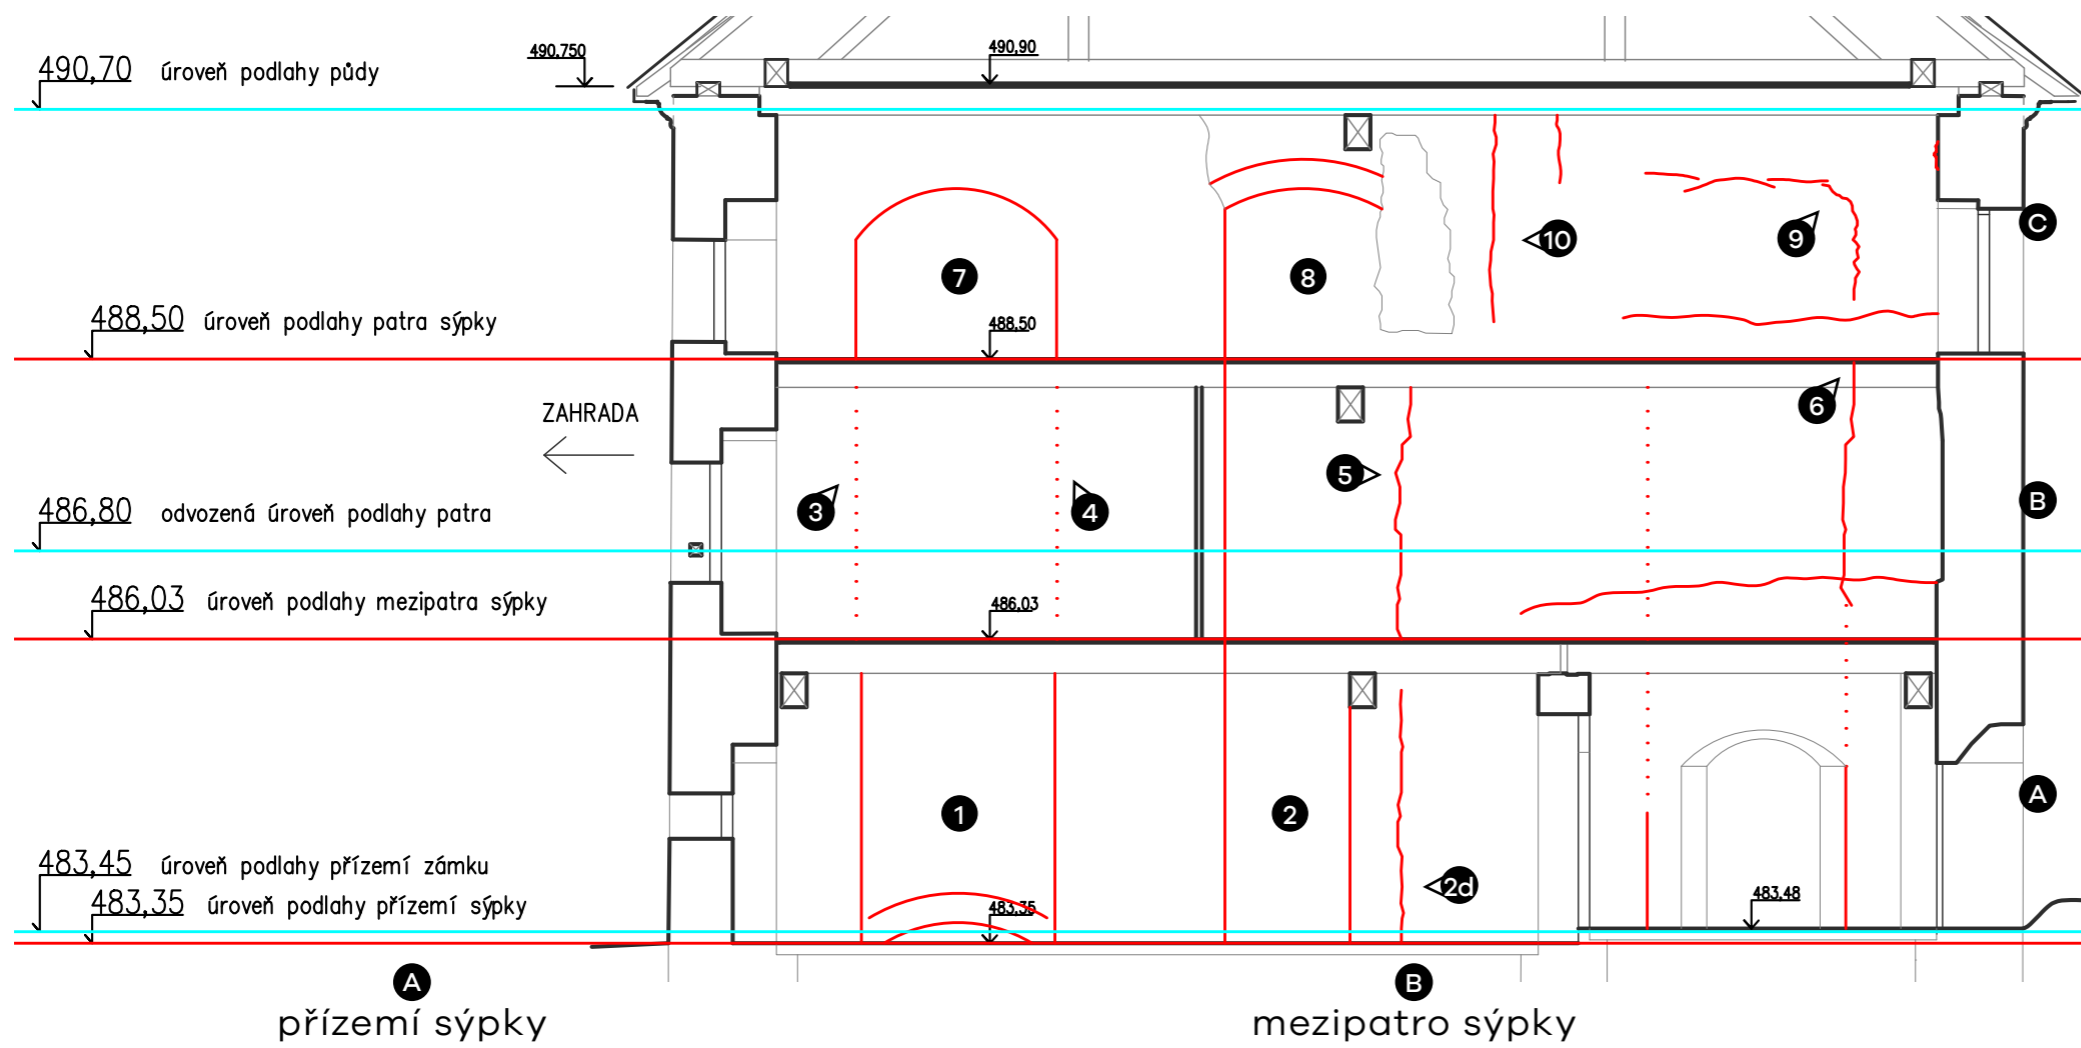 490,70 úroveň podlahy půdy
490,750
490,90
C
10
9
7
8
488,50 úroveň podlahy patra sýpky
488,50
ZAHRADA
6
5
3
4
B
486,80 odvozená úroveň podlahy patra
486,03 úroveň podlahy mezipatra sýpky
486,03
A
1
2
2d
483,45 úroveň podlahy přízemí zámku
483,35 úroveň podlahy přízemí sýpky
483,35
483,48
A
přízemí sýpky
B
mezipatro sýpky